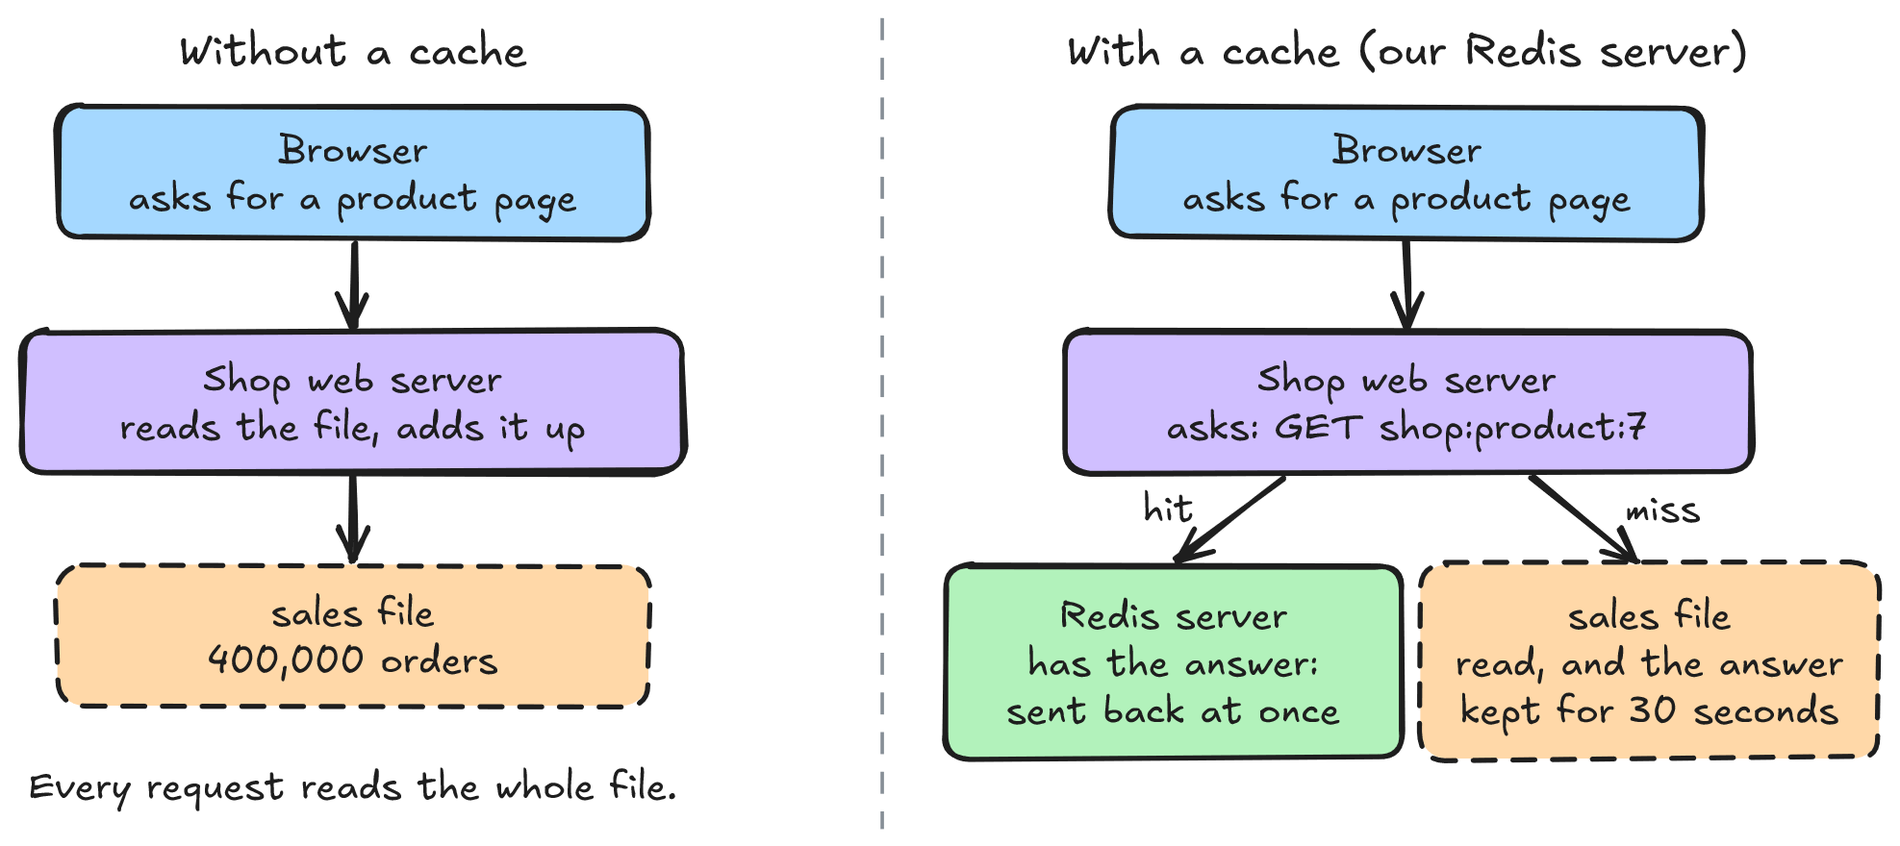 Without a cache
Browser
asks for a product page
Shop web server
reads the file, adds it up
sales file
400,000 orders
Every request reads the whole file.
With a cache (our Redis server)
Browser
asks for a product page
Shop web server
asks: GET shop:product:7
hit
miss
Redis server
has the answer:
sent back at once
sales file
read, and the answer
kept for 30 seconds